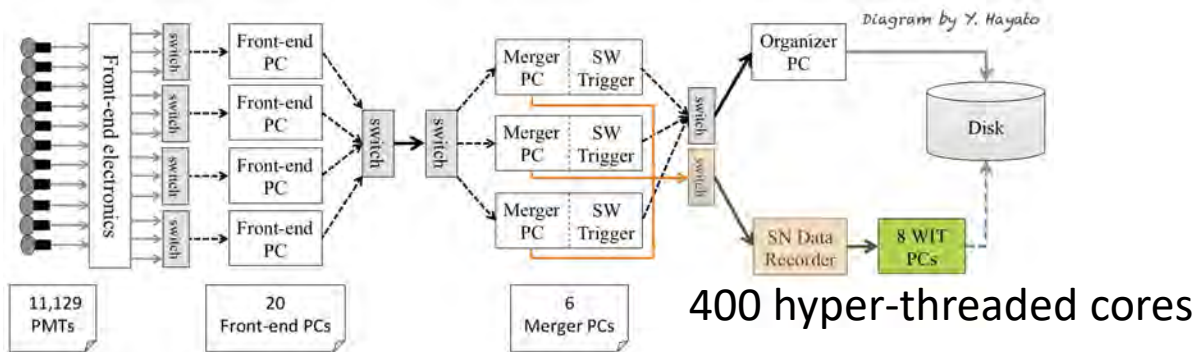 Diagram by Y. Hayato
Front-end electronics
switch
switch
switch
switch
Front-end
PC
Front-end
PC
Front-end
PC
Front-end
PC
switch
switch
Merger
PC
SW
Trigger
Merger
PC
SW
Trigger
Merger
PC
SW
Trigger
switch
switch
Organizer
PC
Disk
SN Data
Recorder
8 WIT
PCs
11,129
PMTs
20
Front-end PCs
6
Merger PCs
400 hyper-threaded cores